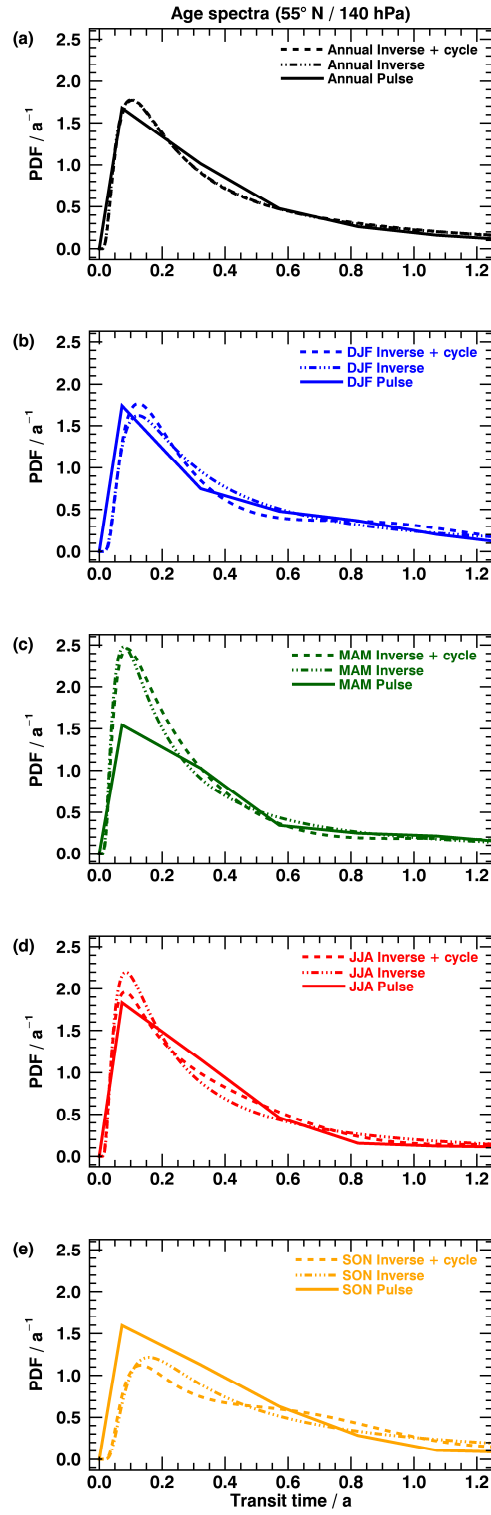 Age spectra (55° N / 140 hPa)
(a)
Annual Inverse + cycle
Annual Inverse
Annual Pulse
PDF / a⁻¹
2.5
2.0
1.5
1.0
0.5
0.0
0.0 0.2 0.4 0.6 0.8 1.0 1.2
(b)
DJF Inverse + cycle
DJF Inverse
DJF Pulse
PDF / a⁻¹
2.5
2.0
1.5
1.0
0.5
0.0
0.0 0.2 0.4 0.6 0.8 1.0 1.2
(c)
MAM Inverse + cycle
MAM Inverse
MAM Pulse
PDF / a⁻¹
2.5
2.0
1.5
1.0
0.5
0.0
0.0 0.2 0.4 0.6 0.8 1.0 1.2
(d)
JJA Inverse + cycle
JJA Inverse
JJA Pulse
PDF / a⁻¹
2.5
2.0
1.5
1.0
0.5
0.0
0.0 0.2 0.4 0.6 0.8 1.0 1.2
(e)
SON Inverse + cycle
SON Inverse
SON Pulse
PDF / a⁻¹
2.5
2.0
1.5
1.0
0.5
0.0
0.0 0.2 0.4 0.6 0.8 1.0 1.2
Transit time / a